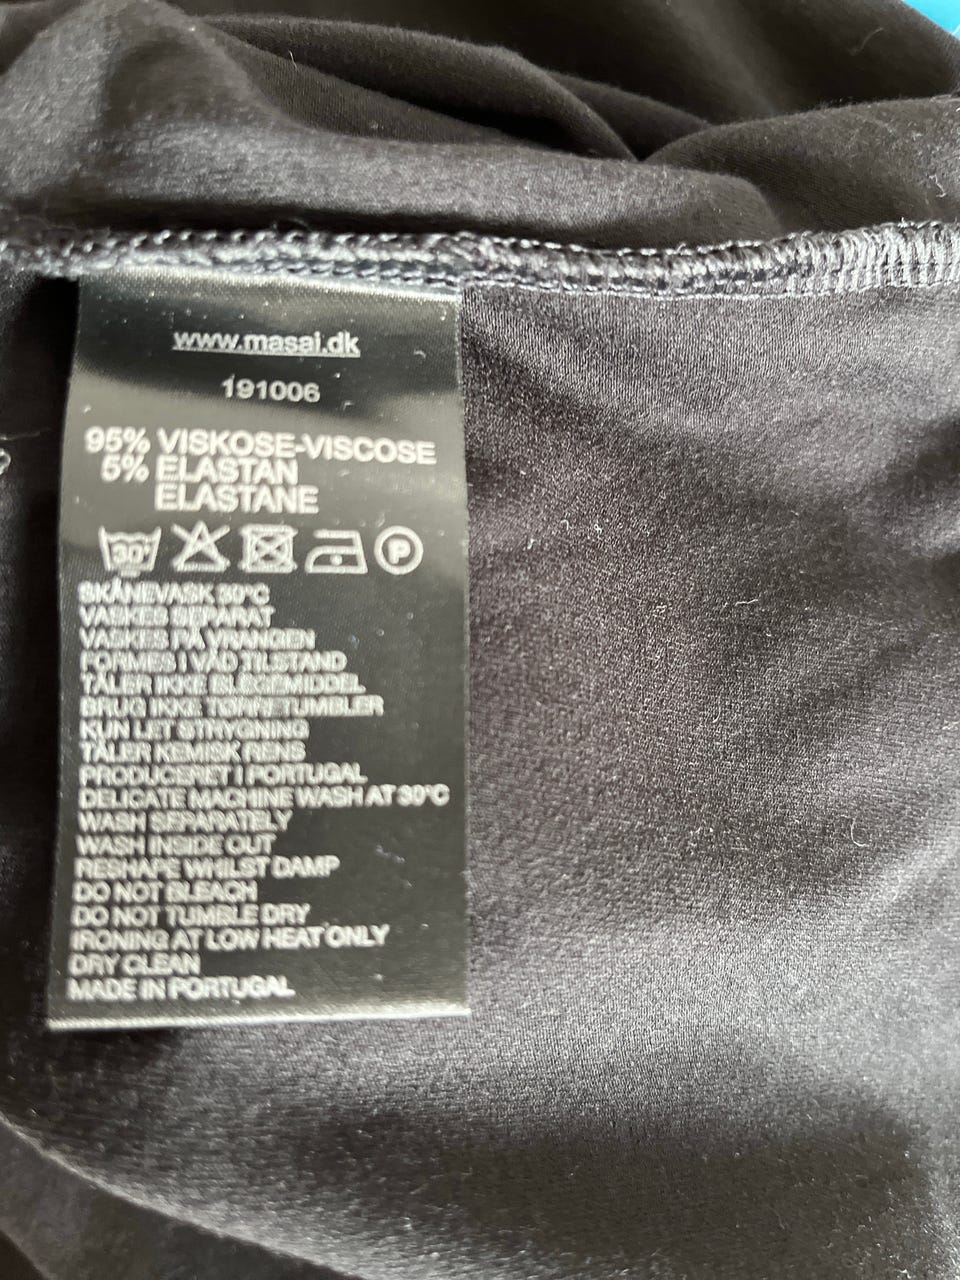 www.masai.dk
191006
95% VISKOSE-VISCOSE
5% ELASTAN
ELASTANE
30°
P
SKÅNEVASK 30°C
VASKES SEPARAT
VASKES PÅ VRANGEN
FORMES I VÅD TILSTAND
TÅLER IKKE BLEGEMIDDEL
BRUG IKKE TØRRETUMBLER
KUN LET STRYGNING
TÅLER KEMISK RENS
PRODUCERET I PORTUGAL
DELICATE MACHINE WASH AT 30°C
WASH SEPARATELY
WASH INSIDE OUT
RESHAPE WHILST DAMP
DO NOT BLEACH
DO NOT TUMBLE DRY
IRONING AT LOW HEAT ONLY
DRY CLEAN
MADE IN PORTUGAL